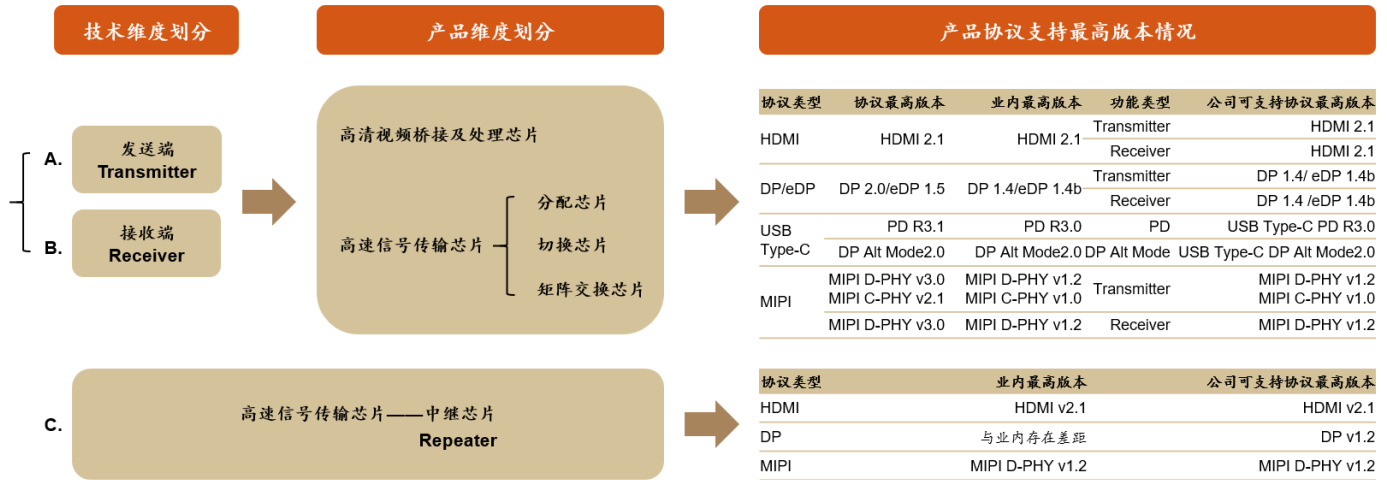 技术维度划分
产品维度划分
产品协议支持最高版本情况
A.
发送端
Transmitter
B.
接收端
Receiver
高清视频桥接及处理芯片
高速信号传输芯片
分配芯片
切换芯片
矩阵交换芯片
协议类型 协议最高版本 业内最高版本 功能类型 公司可支持协议最高版本
HDMI HDMI 2.1 HDMI 2.1 Transmitter HDMI 2.1
Receiver HDMI 2.1
DP/eDP DP 2.0/eDP 1.5 DP 1.4/eDP 1.4b Transmitter DP 1.4/ eDP 1.4b
Receiver DP 1.4 /eDP 1.4b
USB Type-C PD R3.1 PD R3.0 PD USB Type-C PD R3.0
DP Alt Mode2.0 DP Alt Mode2.0 DP Alt Mode USB Type-C DP Alt Mode2.0
MIPI MIPI D-PHY v3.0 MIPI D-PHY v1.2 Transmitter MIPI D-PHY v1.2
MIPI C-PHY v2.1 MIPI C-PHY v1.0 MIPI C-PHY v1.0
MIPI D-PHY v3.0 MIPI D-PHY v1.2 Receiver MIPI D-PHY v1.2
C.
高速信号传输芯片——中继芯片
Repeater
协议类型 业内最高版本 公司可支持协议最高版本
HDMI HDMI v2.1 HDMI v2.1
DP 与业内存在差距 DP v1.2
MIPI MIPI D-PHY v1.2 MIPI D-PHY v1.2